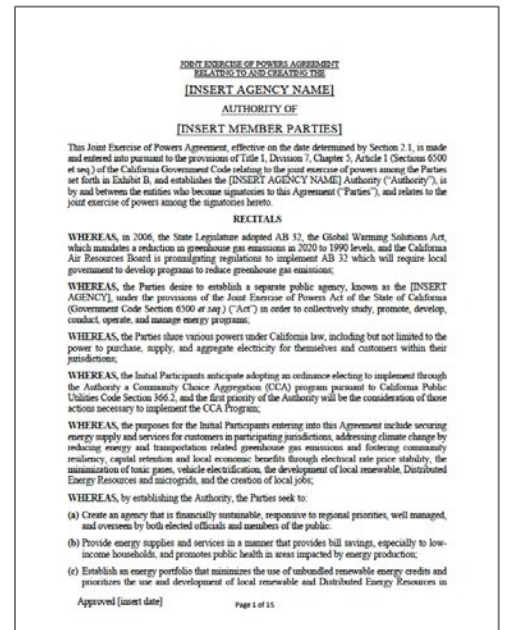 JOINT EXERCISE OF POWERS AGREEMENT
RELATING TO AND CREATING THE
[INSERT AGENCY NAME]
AUTHORITY OF
[INSERT MEMBER PARTIES]
This Joint Exercise of Powers Agreement, effective on the date determined by Section 2.1, is made
and entered into pursuant to the provisions of Title 1, Division 7, Chapter 5, Article 1 (Sections 6500
et seq.) of the California Government Code relating to the joint exercise of powers among the Parties
set forth in Exhibit B, and establishes the [INSERT AGENCY NAME] Authority (“Authority”), is
by and between the entities who become signatories to this Agreement (“Parties”), and relates to the
joint exercise of powers among the signatories hereto.
RECITALS
WHEREAS, in 2006, the State Legislature adopted AB 32, the Global Warming Solutions Act,
which mandates a reduction in greenhouse gas emissions in 2020 to 1990 levels, and the California
Air Resources Board is promulgating regulations to implement AB 32 which will require local
government to develop programs to reduce greenhouse gas emissions;
WHEREAS, the Parties desire to establish a separate public agency, known as the [INSERT
AGENCY], under the provisions of the Joint Exercise of Powers Act of the State of California
(Government Code Section 6500 et seq.) (“Act”) in order to collectively study, promote, develop,
conduct, operate, and manage energy programs;
WHEREAS, the Parties share various powers under California law, including but not limited to the
power to purchase, supply, and aggregate electricity for themselves and customers within their
jurisdictions;
WHEREAS, the Initial Participants anticipate adopting an ordinance electing to implement through
the Authority a Community Choice Aggregation (CCA) program pursuant to California Public
Utilities Code Section 366.2, and the first priority of the Authority will be the consideration of those
actions necessary to implement the CCA Program;
WHEREAS, the purposes for the Initial Participants entering into this Agreement include securing
energy supply and services for customers in participating jurisdictions, addressing climate change by
reducing energy and transportation related greenhouse gas emissions and fostering community
resiliency, capital retention and local economic benefits through electrical rate price stability, the
minimization of toxic gases, vehicle electrification, the development of local renewable, Distributed
Energy Resources and microgrids, and the creation of local jobs;
WHEREAS, by establishing the Authority, the Parties seek to:
(a) Create an agency that is financially sustainable, responsive to regional priorities, well managed,
and overseen by both elected officials and members of the public.
(b) Provide energy supplies and services in a manner that provides bill savings, especially to low-
income households, and promotes public health in areas impacted by energy production;
(c) Establish an energy portfolio that minimizes the use of unbundled renewable energy credits and
prioritizes the use and development of local renewable and Distributed Energy Resources in
Approved [insert date]
Page 1 of 15